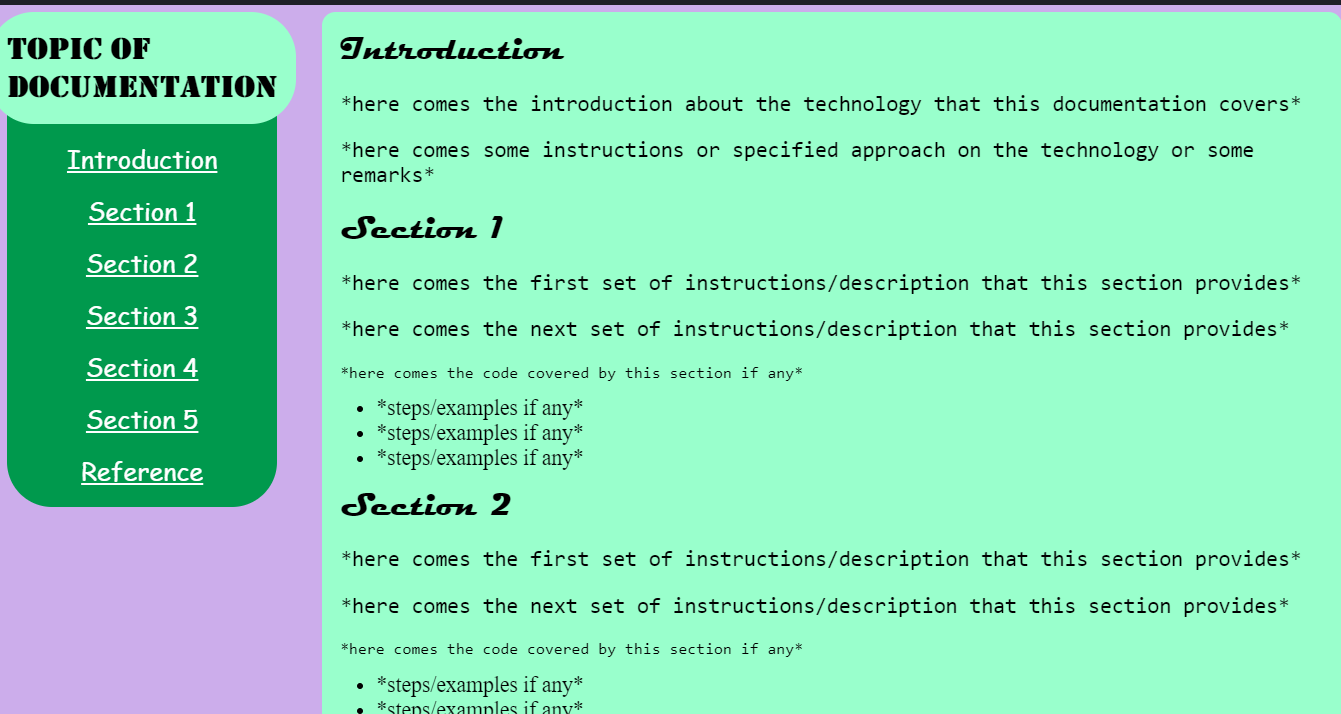 TOPIC OF
DOCUMENTATION
Introduction
Section 1
Section 2
Section 3
Section 4
Section 5
Reference
Introduction
*here comes the introduction about the technology that this documentation covers*
*here comes some instructions or specified approach on the technology or some
remarks*
Section 1
*here comes the first set of instructions/description that this section provides*
*here comes the next set of instructions/description that this section provides*
*here comes the code covered by this section if any*
• *steps/examples if any*
• *steps/examples if any*
• *steps/examples if any*
Section 2
*here comes the first set of instructions/description that this section provides*
*here comes the next set of instructions/description that this section provides*
*here comes the code covered by this section if any*
• *steps/examples if any*
• *steps/examples if any*